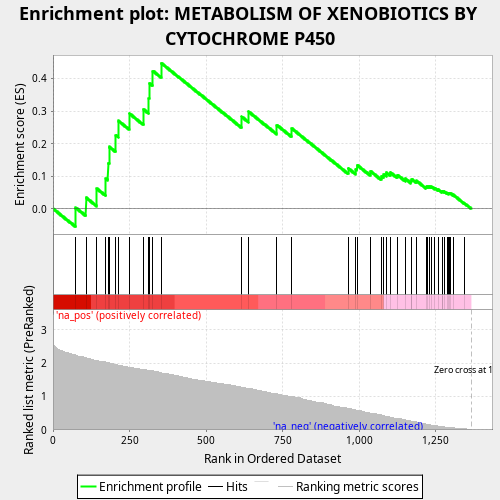 Enrichment plot: METABOLISM OF XENOBIOTICS BY
CYTOCHROME P450
Enrichment score (ES)
0.4
0.3
0.2
0.1
0.0
'na_pos' (positively correlated)
Ranked list metric (PreRanked)
3
2
1
0
Zero cross at 1
'na_neg' (negatively correlated)
0
250
500
750
1,000
1,250
Rank in Ordered Dataset
Enrichment profile
Hits
Ranking metric scores